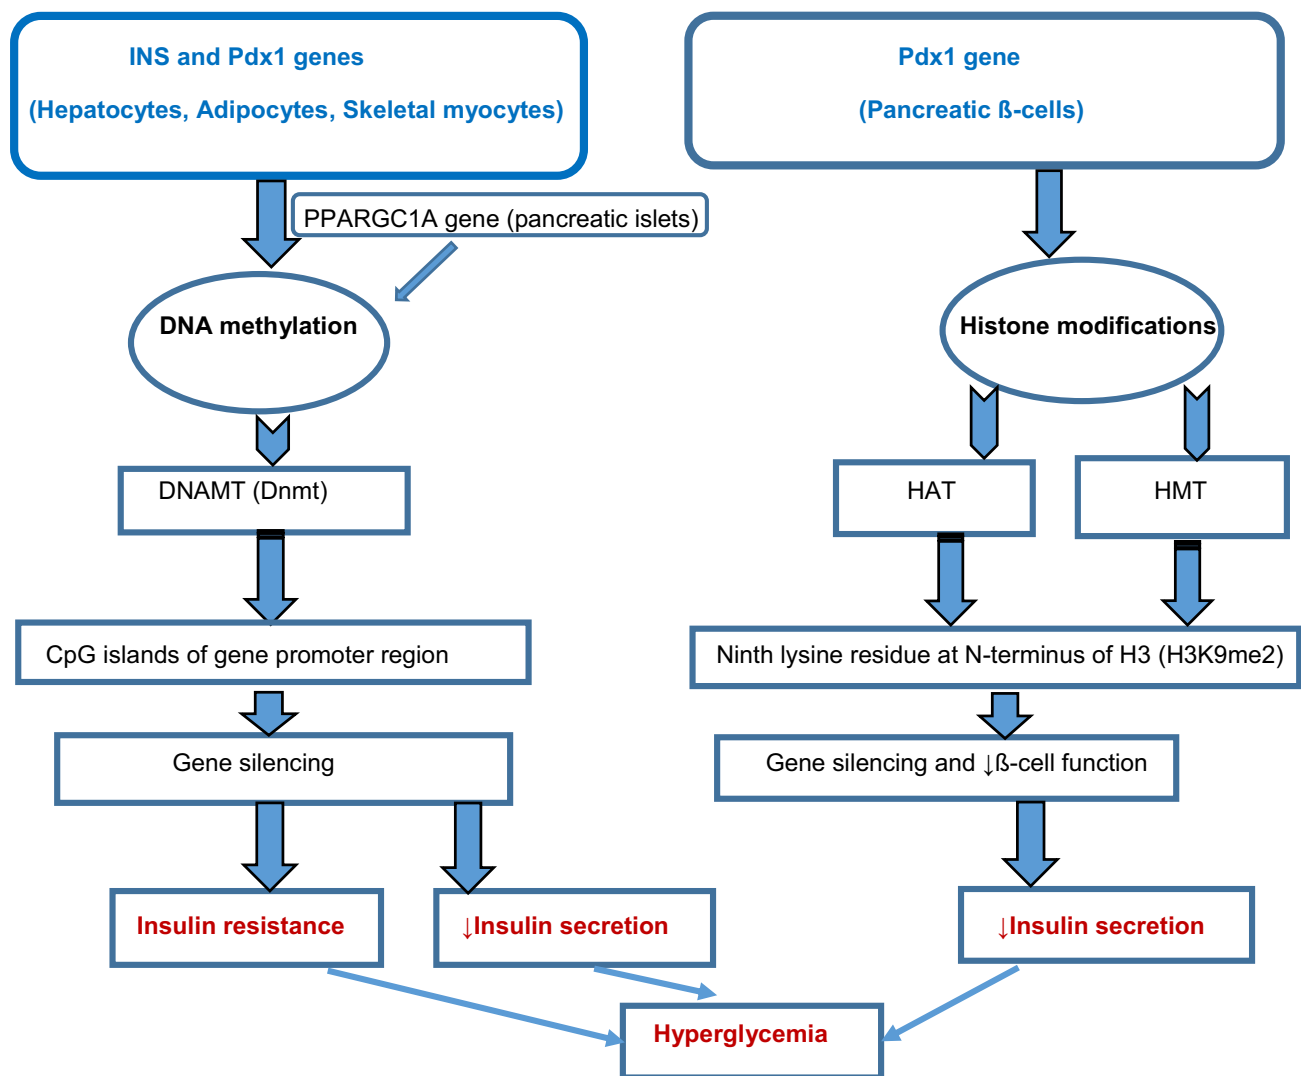 INS and Pdx1 genes
(Hepatocytes, Adipocytes, Skeletal myocytes)
Pdx1 gene
(Pancreatic ß-cells)
PPARGC1A gene (pancreatic islets)
DNA methylation
Histone modifications
DNAMT (Dnmt)
HAT
HMT
CpG islands of gene promoter region
Ninth lysine residue at N-terminus of H3 (H3K9me2)
Gene silencing
Gene silencing and ↓ß-cell function
Insulin resistance
↓Insulin secretion
↓Insulin secretion
Hyperglycemia